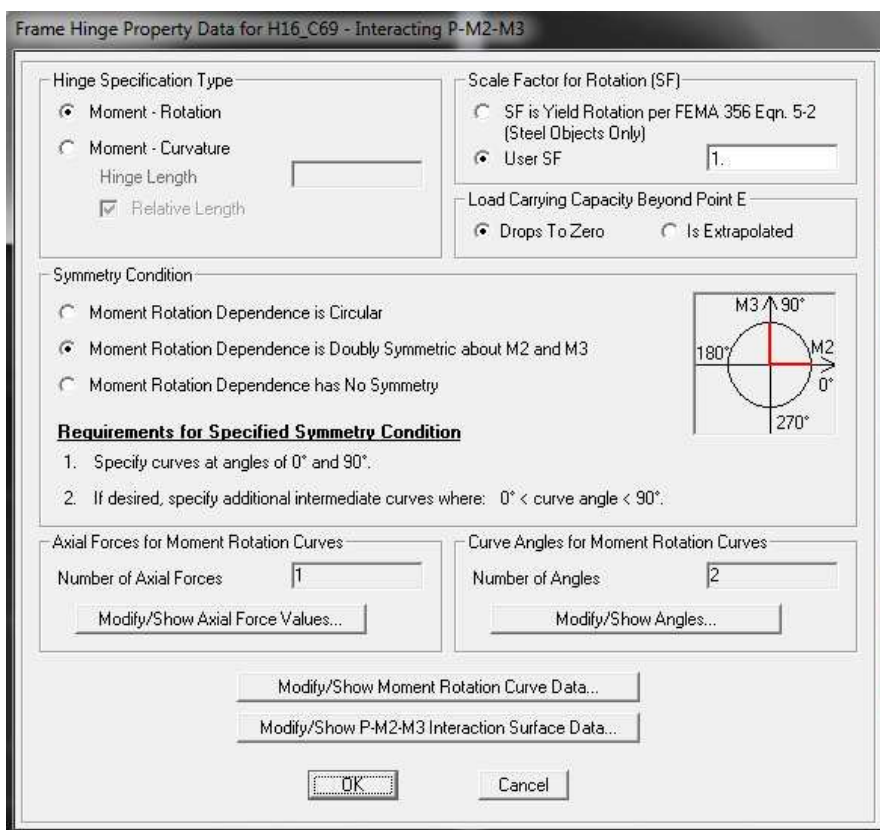 Frame Hinge Property Data for H16_C69 - Interacting P-M2-M3
Hinge Specification Type
Moment - Rotation
Moment - Curvature
Hinge Length
Relative Length
Scale Factor for Rotation (SF)
SF is Yield Rotation per FEMA 356 Eqn. 5-2
(Steel Objects Only)
User SF
1.
Load Carrying Capacity Beyond Point E
Drops To Zero
Is Extrapolated
Symmetry Condition
Moment Rotation Dependence is Circular
Moment Rotation Dependence is Doubly Symmetric about M2 and M3
Moment Rotation Dependence has No Symmetry
Requirements for Specified Symmetry Condition
1. Specify curves at angles of 0° and 90°.
2. If desired, specify additional intermediate curves where: 0° < curve angle < 90°.
M3 90°
180° M2
0°
270°
Axial Forces for Moment Rotation Curves
Number of Axial Forces 1
Modify/Show Axial Force Values...
Curve Angles for Moment Rotation Curves
Number of Angles 2
Modify/Show Angles...
Modify/Show Moment Rotation Curve Data...
Modify/Show P-M2-M3 Interaction Surface Data...
OK Cancel